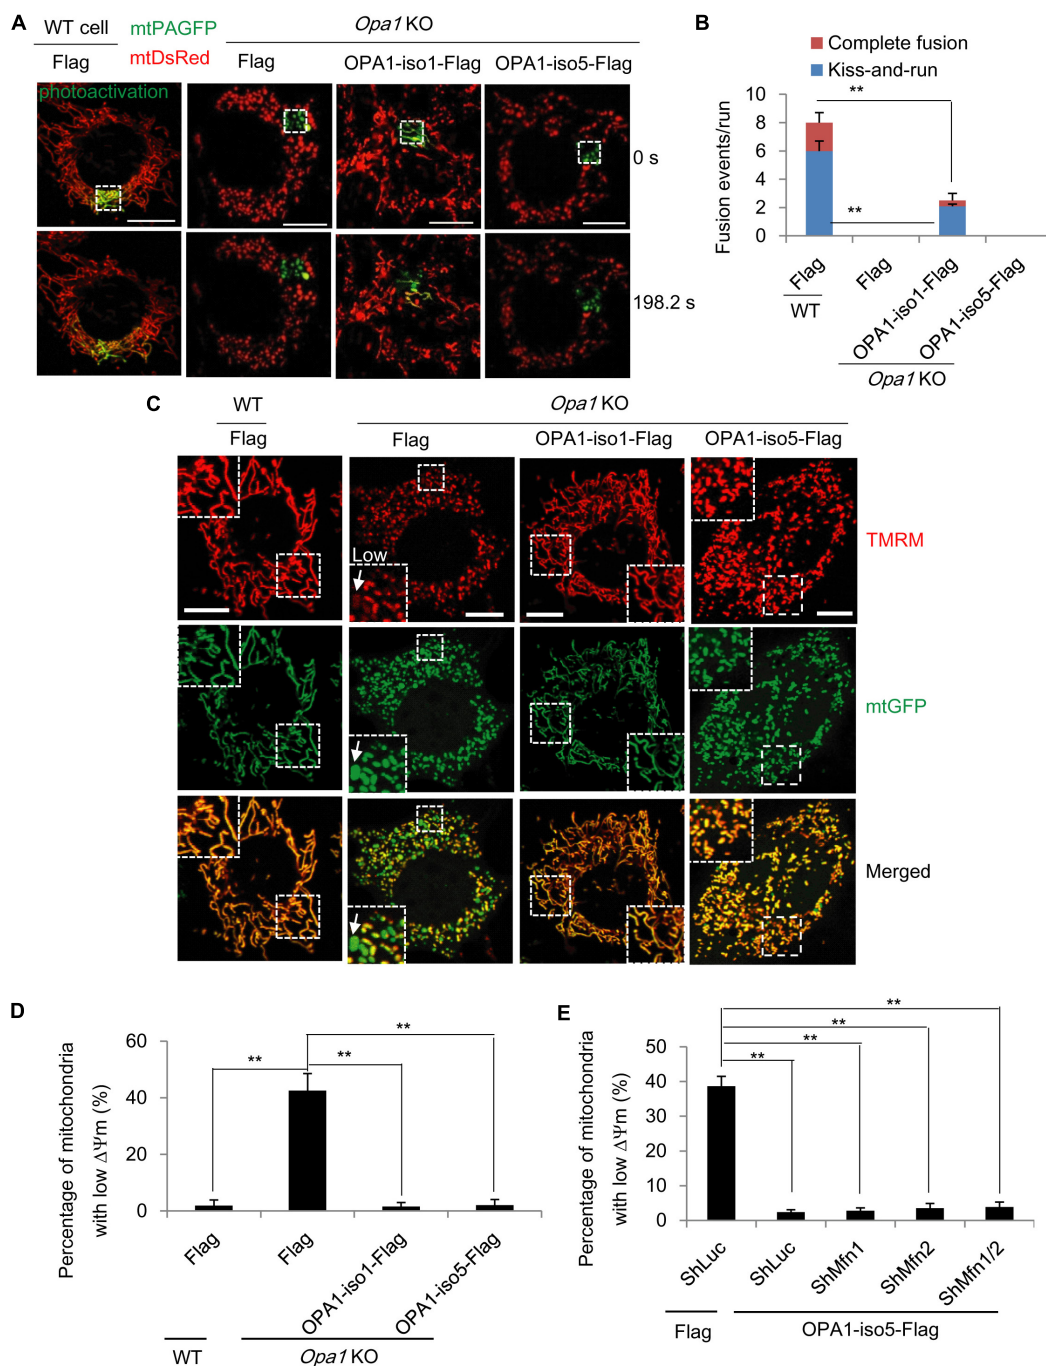 A
WT cell
mtPAGFP
Opa1 KO
Flag
mtDsRed
Flag
OPA1-iso1-Flag
OPA1-iso5-Flag
photoactivation
0 s
198.2 s
B
Complete fusion
Kiss-and-run
Fusion events/run
10
8
6
4
2
0
**
**
Flag
Flag
OPA1-iso1-Flag
OPA1-iso5-Flag
WT
Opa1 KO
C
WT
Opa1 KO
Flag
Flag
OPA1-iso1-Flag
OPA1-iso5-Flag
Low
TMRM
mtGFP
Merged
D
Percentage of mitochondria
with low ΔΨm (%)
60
40
20
0
**
**
**
Flag
Flag
OPA1-iso1-Flag
OPA1-iso5-Flag
WT
Opa1 KO
E
Percentage of mitochondria
with low ΔΨm (%)
50
40
30
20
10
0
**
**
**
**
ShLuc
ShLuc
ShMfn1
ShMfn2
ShMfn1/2
Flag
OPA1-iso5-Flag